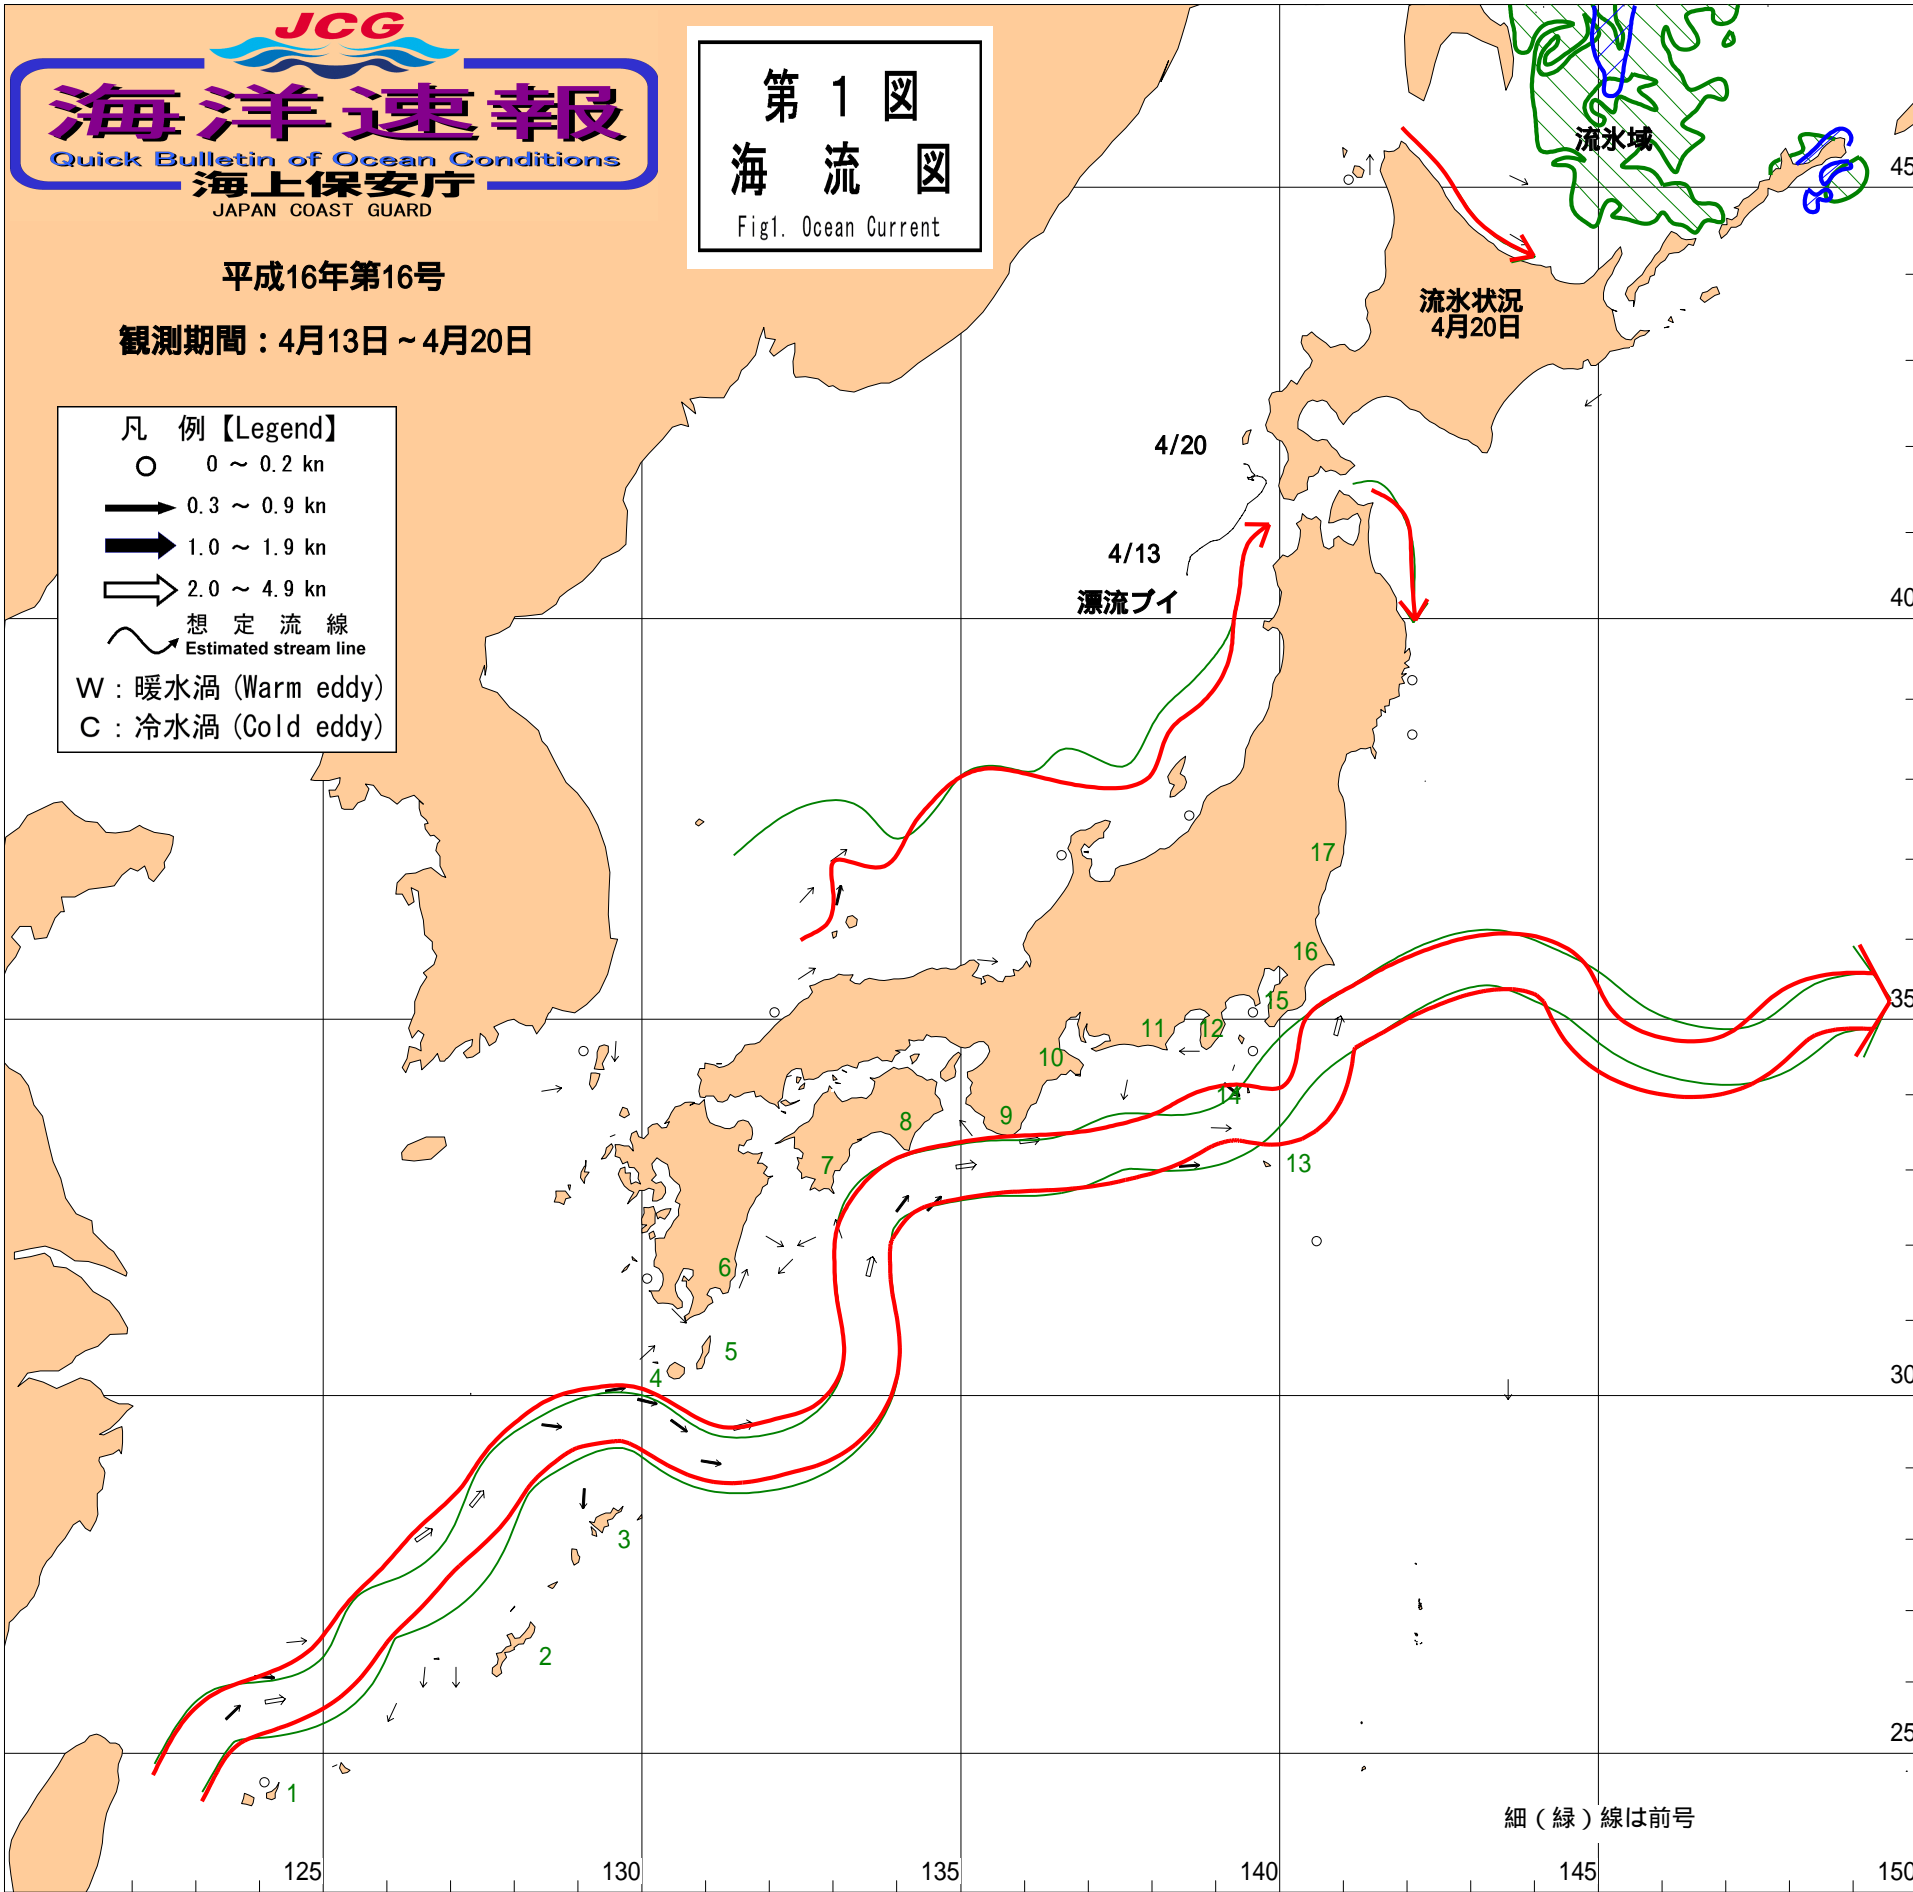 JCG
海洋速報
Quick Bulletin of Ocean Conditions
海上保安庁
JAPAN COAST GUARD
平成16年第16号
観測期間：4月13日～4月20日
第 1 図
海 流 図
Fig1. Ocean Current
凡 例【Legend】
0 ～ 0.2 kn
0.3 ～ 0.9 kn
1.0 ～ 1.9 kn
2.0 ～ 4.9 kn
想 定 流 線
Estimated stream line
W：暖水渦(Warm eddy)
C：冷水渦(Cold eddy)
流氷域
45
流氷状況
4月20日
4/20
4/13
漂流ブイ
40
17
16
15
35
11
12
10
14
9
8
13
7
6
5
4
30
3
2
25
1
細（緑）線は前号
125
130
135
140
145
150